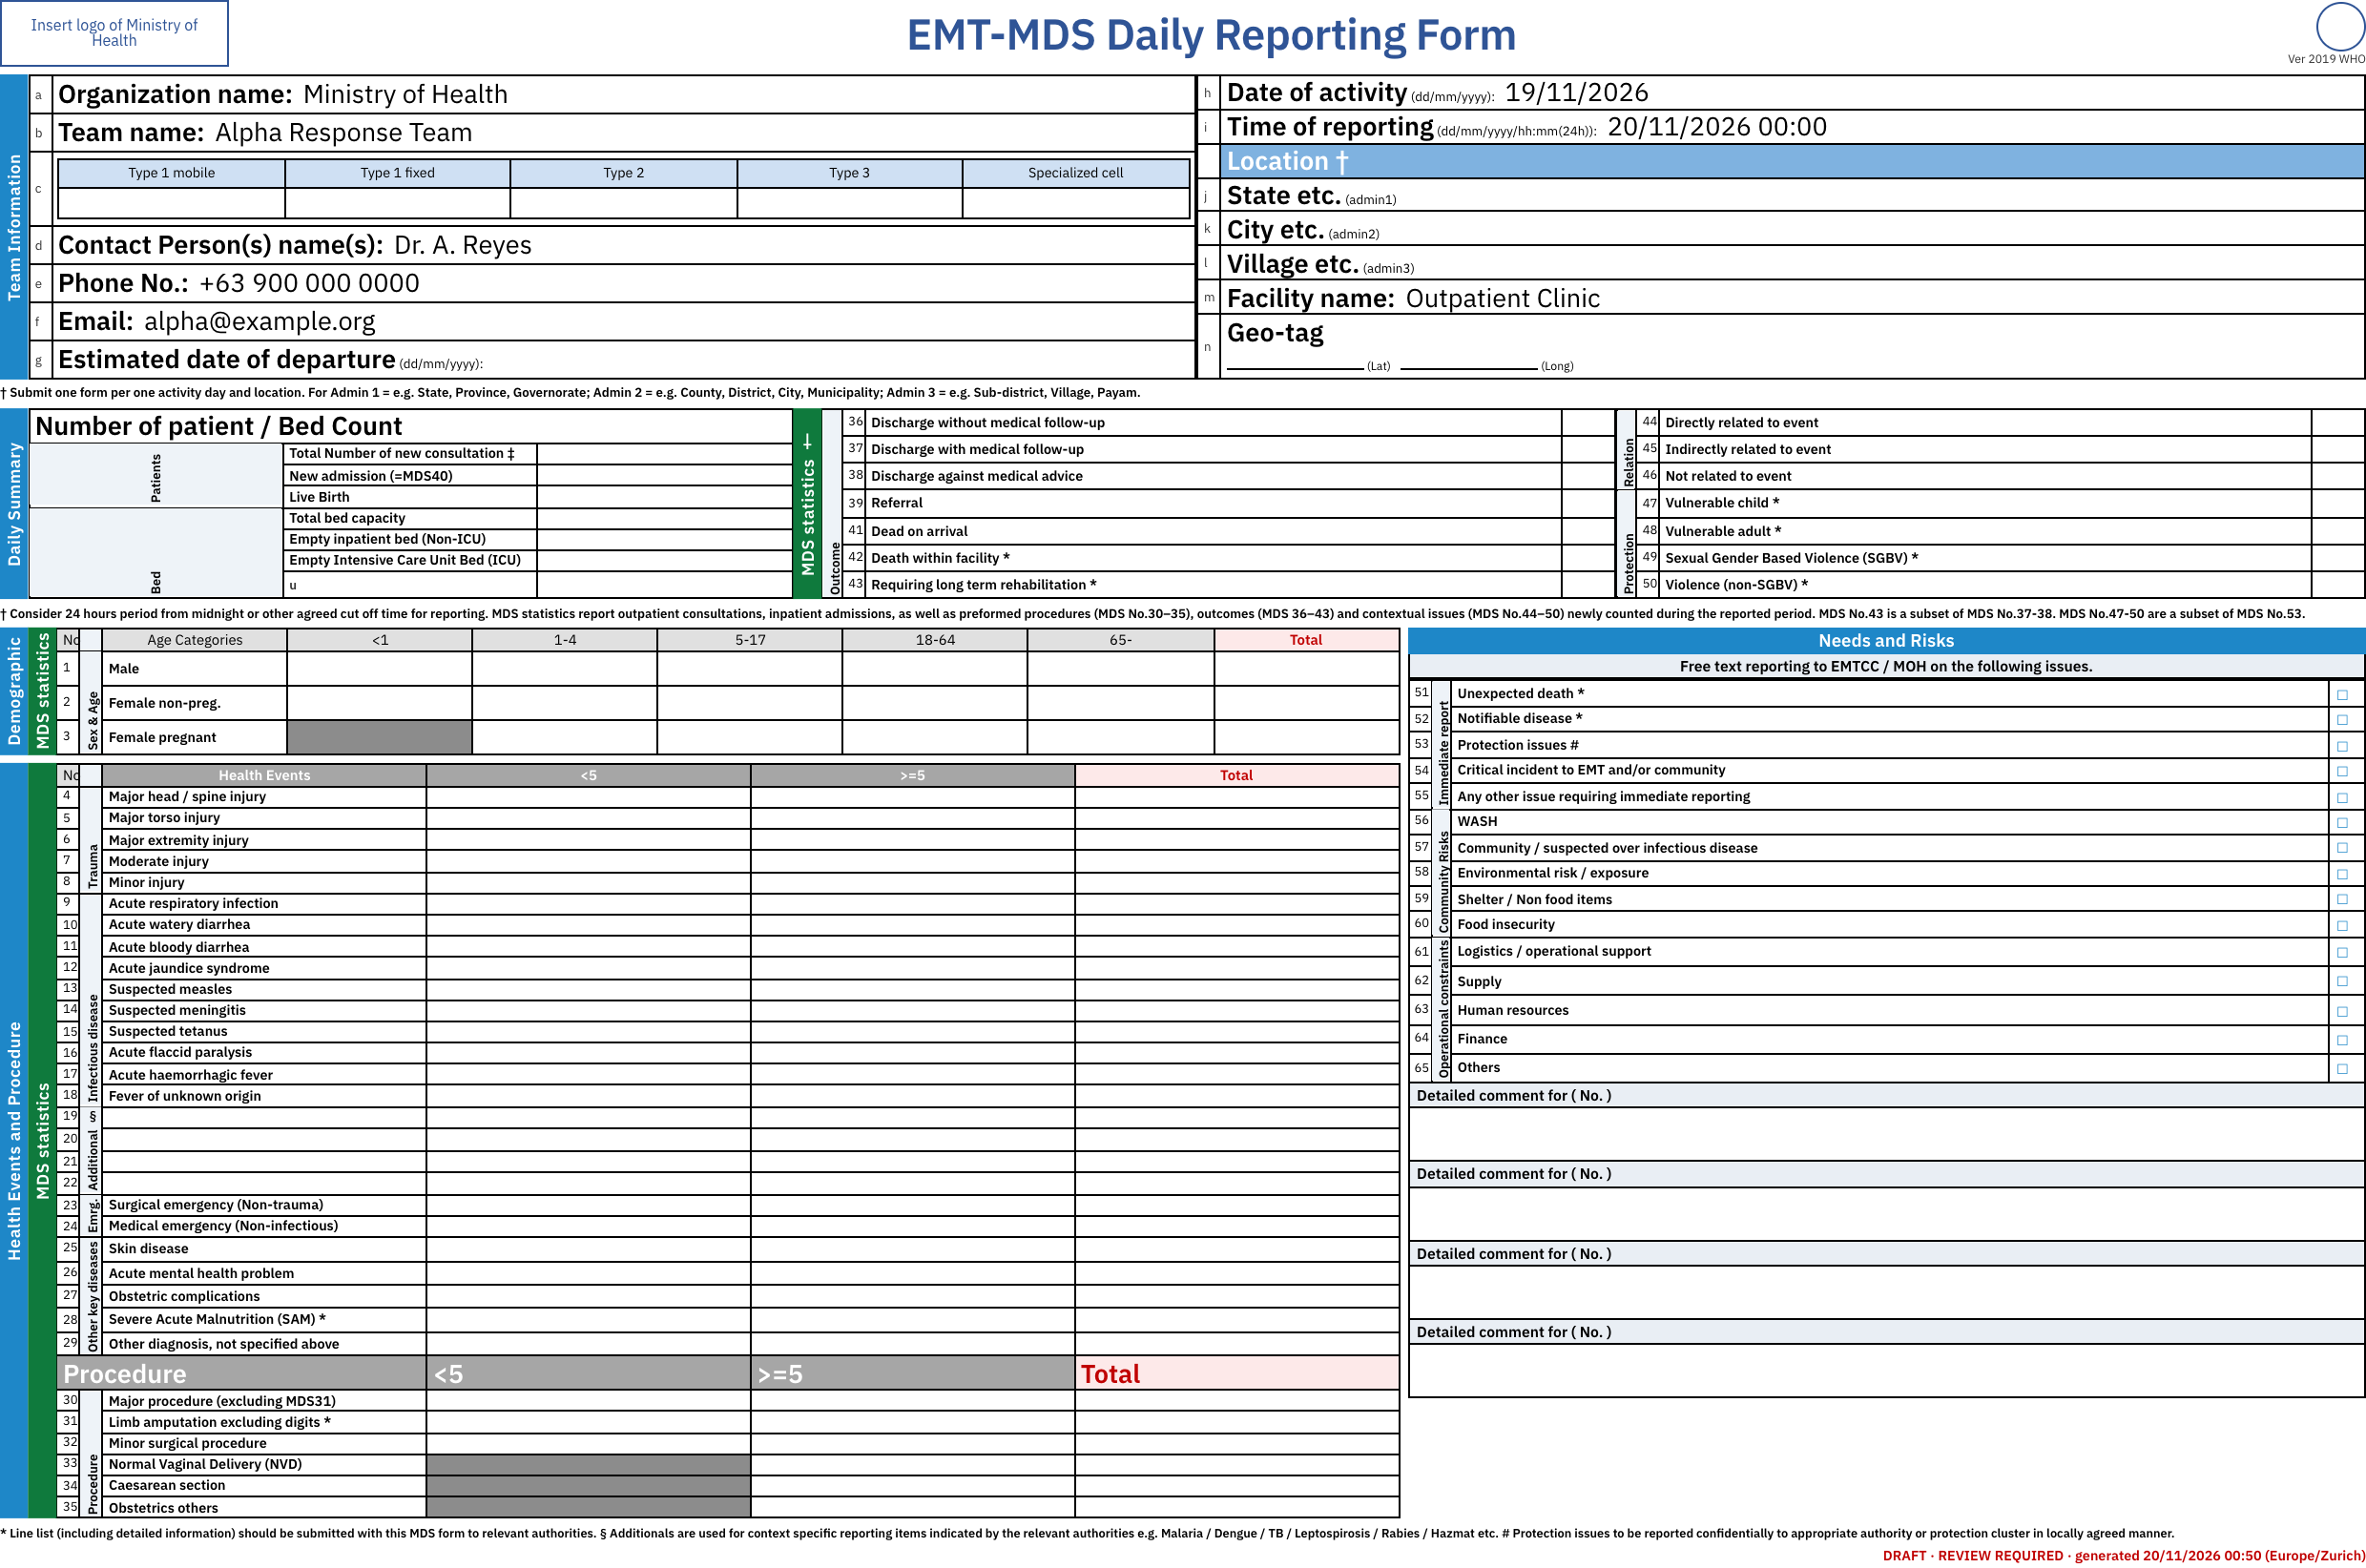 Insert logo of Ministry of
Health
EMT-MDS Daily Reporting Form
Ver 2019 WHO
Team Information
a Organization name: Ministry of Health
b Team name: Alpha Response Team
c Type 1 mobile Type 1 fixed Type 2 Type 3 Specialized cell
d Contact Person(s) name(s): Dr. A. Reyes
e Phone No.: +63 900 000 0000
f Email: alpha@example.org
g Estimated date of departure (dd/mm/yyyy):
h Date of activity (dd/mm/yyyy): 19/11/2026
i Time of reporting (dd/mm/yyyy/hh:mm(24h)): 20/11/2026 00:00
Location †
j State etc. (admin1)
k City etc. (admin2)
l Village etc. (admin3)
m Facility name: Outpatient Clinic
n Geo-tag
(Lat) (Long)
† Submit one form per one activity day and location. For Admin 1 = e.g. State, Province, Governorate; Admin 2 = e.g. County, District, City, Municipality; Admin 3 = e.g. Sub-district, Village, Payam.
Daily Summary
Number of patient / Bed Count
Patients
Total Number of new consultation ‡
New admission (=MDS40)
Live Birth
Bed
Total bed capacity
Empty inpatient bed (Non-ICU)
Empty Intensive Care Unit Bed (ICU)
u
MDS statistics †
Outcome
36 Discharge without medical follow-up
37 Discharge with medical follow-up
38 Discharge against medical advice
39 Referral
41 Dead on arrival
42 Death within facility *
43 Requiring long term rehabilitation *
Relation
44 Directly related to event
45 Indirectly related to event
46 Not related to event
Protection
47 Vulnerable child *
48 Vulnerable adult *
49 Sexual Gender Based Violence (SGBV) *
50 Violence (non-SGBV) *
† Consider 24 hours period from midnight or other agreed cut off time for reporting. MDS statistics report outpatient consultations, inpatient admissions, as well as preformed procedures (MDS No.30–35), outcomes (MDS 36–43) and contextual issues (MDS No.44–50) newly counted during the reported period. MDS No.43 is a subset of MDS No.37-38. MDS No.47-50 are a subset of MDS No.53.
Demographic
MDS statistics
No Age Categories <1 1-4 5-17 18-64 65- Total
Sex & Age
1 Male
2 Female non-preg.
3 Female pregnant
Health Events and Procedure
MDS statistics
No Health Events <5 >=5 Total
Trauma
4 Major head / spine injury
5 Major torso injury
6 Major extremity injury
7 Moderate injury
8 Minor injury
Infectious disease
9 Acute respiratory infection
10 Acute watery diarrhea
11 Acute bloody diarrhea
12 Acute jaundice syndrome
13 Suspected measles
14 Suspected meningitis
15 Suspected tetanus
16 Acute flaccid paralysis
17 Acute haemorrhagic fever
18 Fever of unknown origin
Additional §
19
20
21
22
Emrg.
23 Surgical emergency (Non-trauma)
24 Medical emergency (Non-infectious)
Other key diseases
25 Skin disease
26 Acute mental health problem
27 Obstetric complications
28 Severe Acute Malnutrition (SAM) *
29 Other diagnosis, not specified above
Procedure <5 >=5 Total
Procedure
30 Major procedure (excluding MDS31)
31 Limb amputation excluding digits *
32 Minor surgical procedure
33 Normal Vaginal Delivery (NVD)
34 Caesarean section
35 Obstetrics others
Needs and Risks
Free text reporting to EMTCC / MOH on the following issues.
Immediate report
51 Unexpected death * ☐
52 Notifiable disease * ☐
53 Protection issues # ☐
54 Critical incident to EMT and/or community ☐
55 Any other issue requiring immediate reporting ☐
Community Risks
56 WASH ☐
57 Community / suspected over infectious disease ☐
58 Environmental risk / exposure ☐
59 Shelter / Non food items ☐
60 Food insecurity ☐
Operational constraints
61 Logistics / operational support ☐
62 Supply ☐
63 Human resources ☐
64 Finance ☐
65 Others ☐
Detailed comment for ( No. )
Detailed comment for ( No. )
Detailed comment for ( No. )
Detailed comment for ( No. )
* Line list (including detailed information) should be submitted with this MDS form to relevant authorities. § Additionals are used for context specific reporting items indicated by the relevant authorities e.g. Malaria / Dengue / TB / Leptospirosis / Rabies / Hazmat etc. # Protection issues to be reported confidentially to appropriate authority or protection cluster in locally agreed manner.
DRAFT · REVIEW REQUIRED · generated 20/11/2026 00:50 (Europe/Zurich)